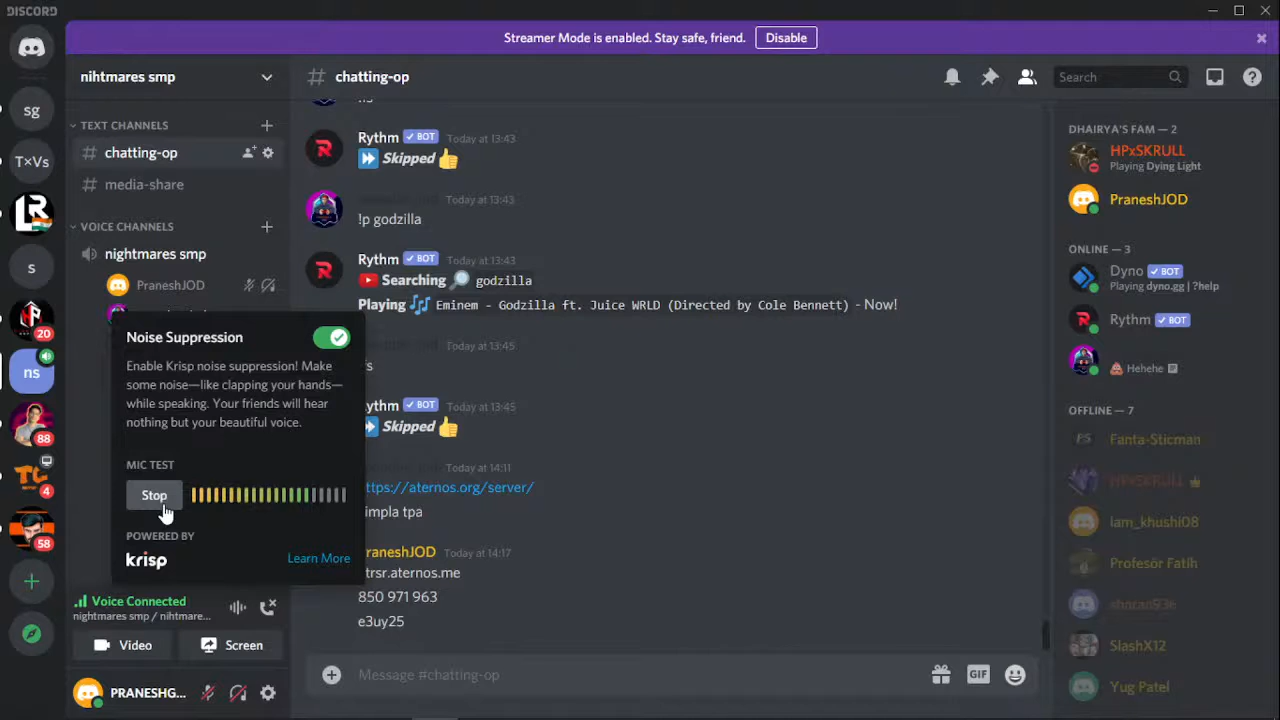 DISCORD
Streamer Mode is enabled. Stay safe, friend. Disable
nihtmares smp
# chatting-op
Search
TEXT CHANNELS
# chatting-op
# media-share
VOICE CHANNELS
nightmares smp
PraneshJOD
sg
T×Vs
s
20
ns
88
4
58
Noise Suppression
Enable Krisp noise suppression! Make
some noise—like clapping your hands—
while speaking. Your friends will hear
nothing but your beautiful voice.
MIC TEST
Stop
POWERED BY
krisp Learn More
Voice Connected
nightmares smp / nihtmare...
Video Screen
PRANESHG...
Rythm BOT Today at 13:43
Skipped
Today at 13:43
!p godzilla
Rythm BOT Today at 13:43
Searching godzilla
Playing Eminem - Godzilla ft. Juice WRLD (Directed by Cole Bennett) - Now!
Today at 13:45
Rythm BOT Today at 13:45
Skipped
Today at 14:11
https://aternos.org/server/
simpla tpa
PraneshJOD Today at 14:17
trsr.aternos.me
850 971 963
e3uy25
Message #chatting-op
GIF
DHAIRYA'S FAM — 2
HPxSKRULL
Playing Dying Light
PraneshJOD
ONLINE — 3
Dyno BOT
Playing dyno.gg | ?help
Rythm BOT
Hehehe
OFFLINE — 7
Fanta-Sticman
HPxSKRULL
Iam_khushi08
Profesör Fatih
SlashX12
Yug Patel